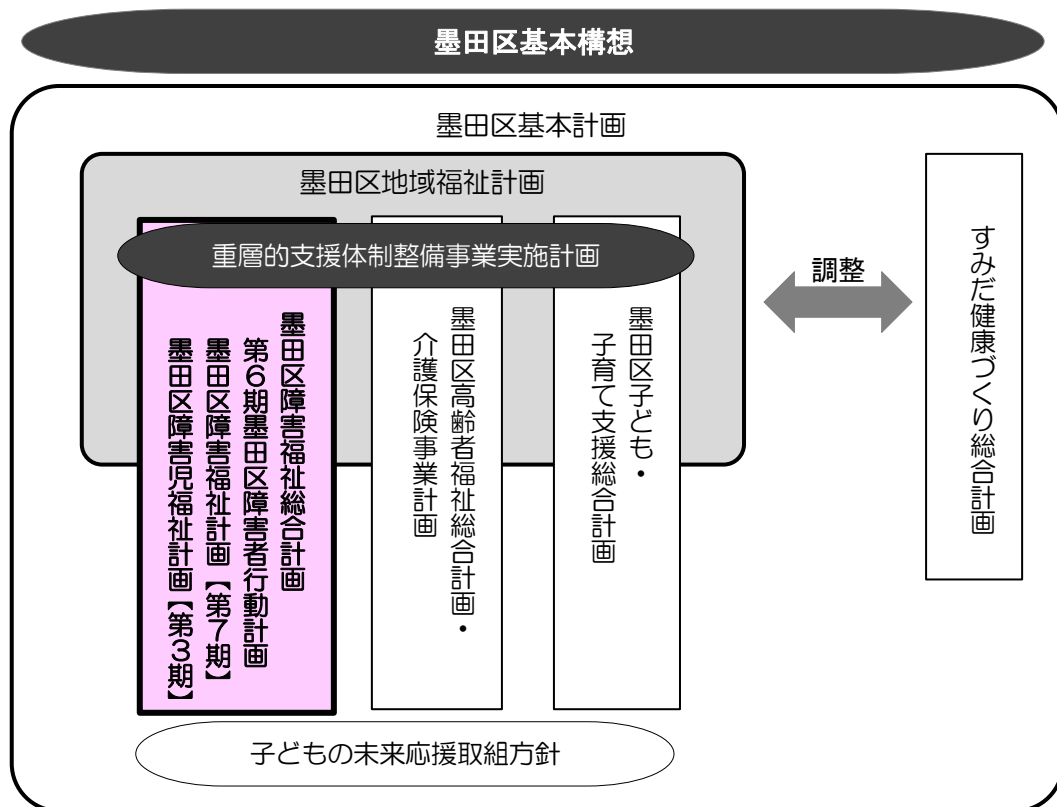 墨田区基本構想
墨田区基本計画
墨田区地域福祉計画
重層的支援体制整備事業実施計画
墨田区障害福祉総合計画
第6期墨田区障害者行動計画
墨田区障害福祉計画【第7期】
墨田区障害児福祉計画【第3期】
墨田区高齢者福祉総合計画・
介護保険事業計画
墨田区子ども・
子育て支援総合計画
調整
すみだ健康づくり総合計画
子どもの未来応援取組方針